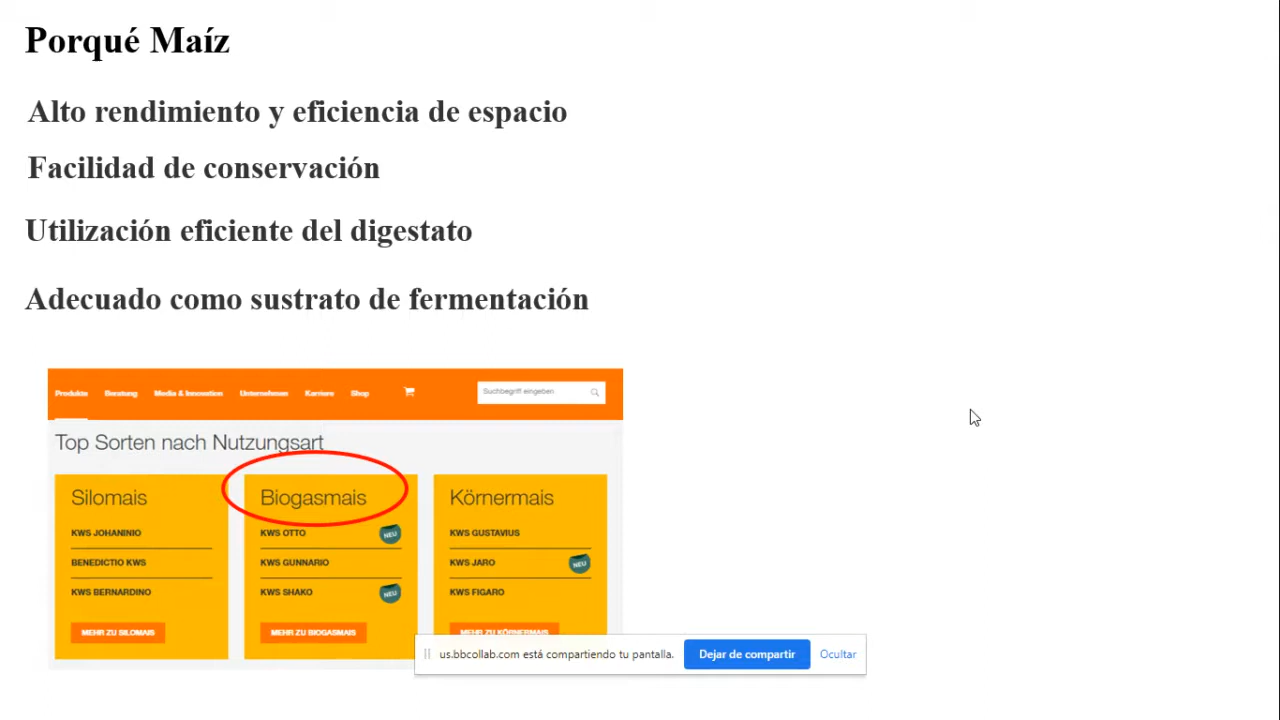 Porqué Maíz
Alto rendimiento y eficiencia de espacio
Facilidad de conservación
Utilización eficiente del digestato
Adecuado como sustrato de fermentación
Produkte Beratung Media & Innovation Unternehmen Karriere Shop Suchbegriff eingeben
Top Sorten nach Nutzungsart
Silomais
KWS JOHANINIO
BENEDICTIO KWS
KWS BERNARDINO
MEHR ZU SILOMAIS
Biogasmais
KWS OTTO NEU
KWS GUNNARIO
KWS SHAKO NEU
MEHR ZU BIOGASMAIS
Körnermais
KWS GUSTAVIUS
KWS JARO NEU
KWS FIGARO
MEHR ZU KÖRNERMAIS
us.bbcollab.com está compartiendo tu pantalla. Dejar de compartir Ocultar